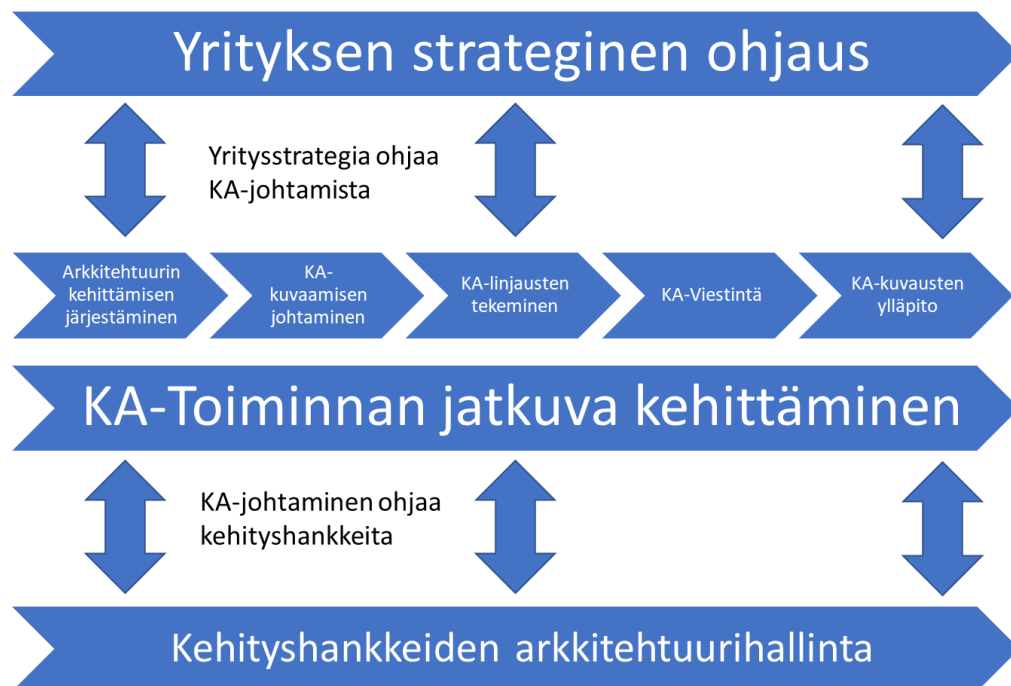 Yrityksen strateginen ohjaus
Yritysstrategia ohjaa
KA-johtamista
Arkkitehtuurin
kehittämisen
järjestäminen
KA-
kuvaamisen
johtaminen
KA-linjausten
tekeminen
KA-Viestintä
KA-kuvausten
ylläpito
KA-Toiminnan jatkuva kehittäminen
KA-johtaminen ohjaa
kehityshankkeita
Kehityshankkeiden arkkitehtuurihallinta